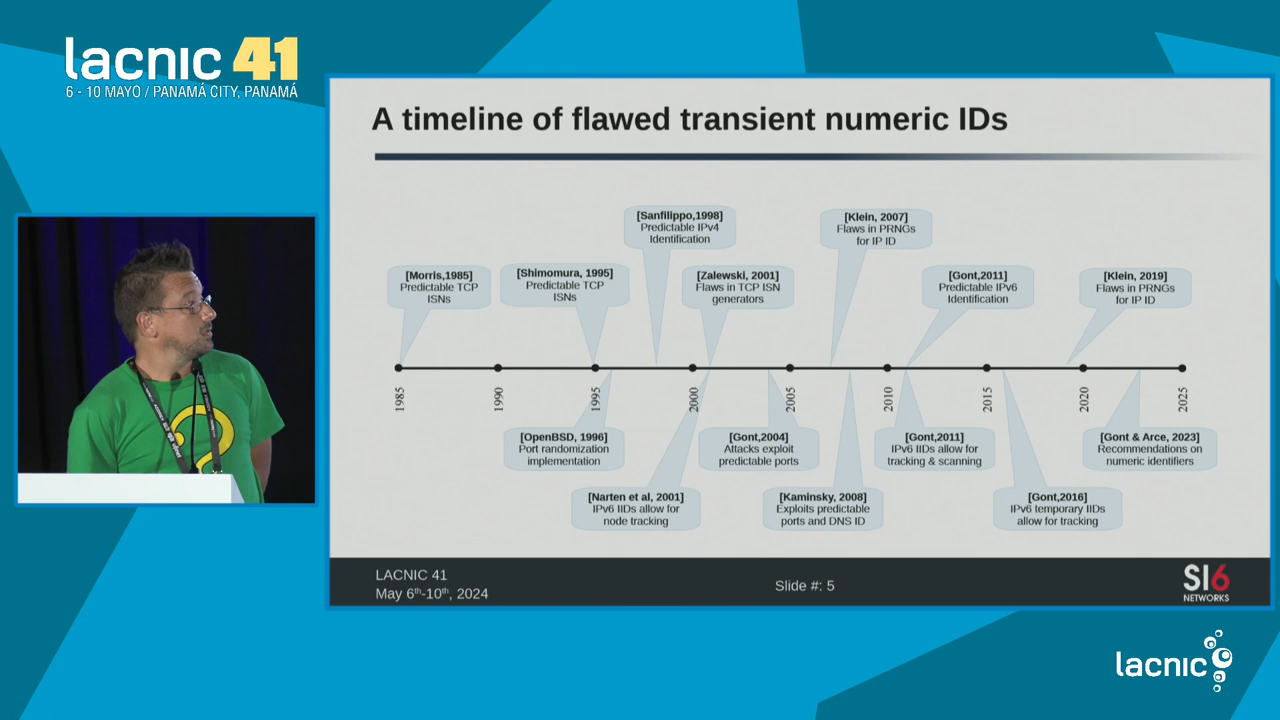 lacnic 41
6 - 10 MAYO / PANAMÁ CITY, PANAMÁ
A timeline of flawed transient numeric IDs
[Sanfilippo,1998]
Predictable IPv4
Identification
[Klein, 2007]
Flaws in PRNGs
for IP ID
[Morris,1985]
Predictable TCP
ISNs
[Shimomura, 1995]
Predictable TCP
ISNs
[Zalewski, 2001]
Flaws in TCP ISN
generators
[Gont,2011]
Predictable IPv6
Identification
[Klein, 2019]
Flaws in PRNGs
for IP ID
1985
1990
1995
2000
2005
2010
2015
2020
2025
[OpenBSD, 1996]
Port randomization
implementation
[Gont,2004]
Attacks exploit
predictable ports
[Gont,2011]
IPv6 IIDs allow for
tracking & scanning
[Gont & Arce, 2023]
Recommendations on
numeric identifiers
[Narten et al, 2001]
IPv6 IIDs allow for
node tracking
[Kaminsky, 2008]
Exploits predictable
ports and DNS ID
[Gont,2016]
IPv6 temporary IIDs
allow for tracking
LACNIC 41
May 6th-10th, 2024
Slide #: 5
SI6
NETWORKS
lacnic